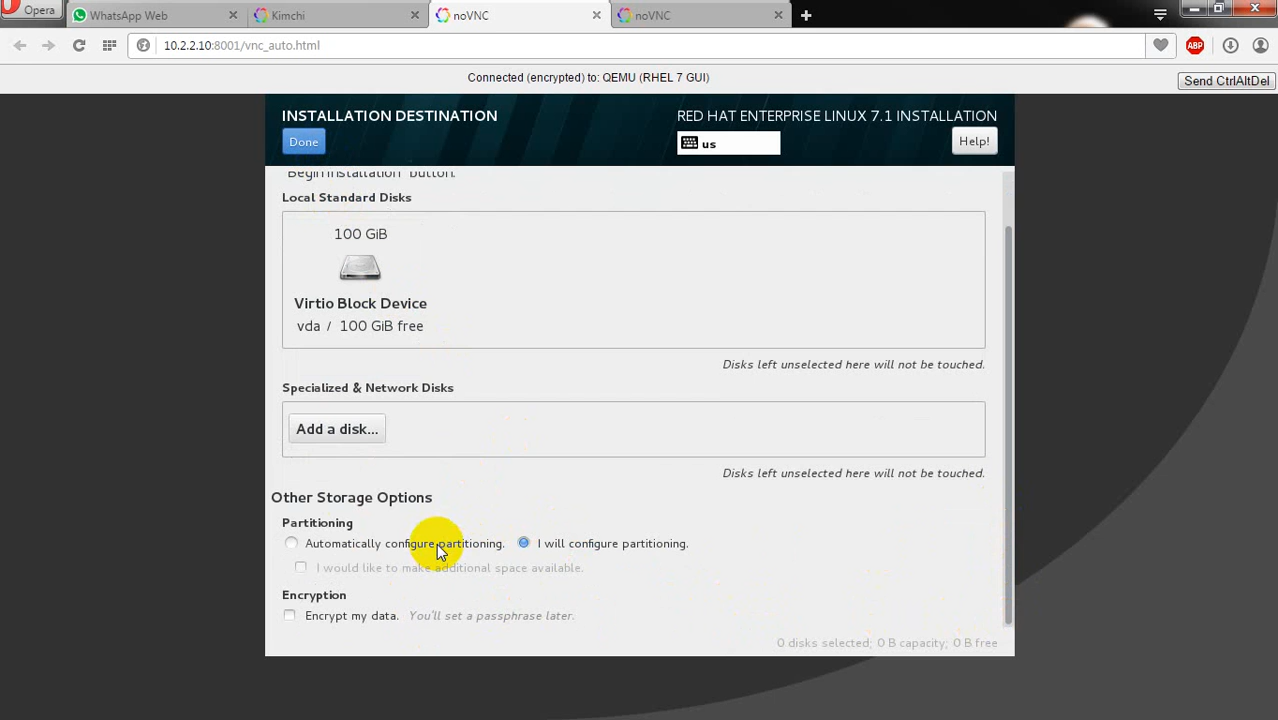 Opera
WhatsApp Web
Kimchi
noVNC
noVNC
10.2.2.10:8001/vnc_auto.html
ABP
Connected (encrypted) to: QEMU (RHEL 7 GUI)
Send CtrlAltDel
INSTALLATION DESTINATION
RED HAT ENTERPRISE LINUX 7.1 INSTALLATION
Done
us
Help!
"Begin Installation" button.
Local Standard Disks
100 GiB
Virtio Block Device
vda / 100 GiB free
Disks left unselected here will not be touched.
Specialized & Network Disks
Add a disk...
Disks left unselected here will not be touched.
Other Storage Options
Partitioning
Automatically configure partitioning. I will configure partitioning.
I would like to make additional space available.
Encryption
Encrypt my data. You'll set a passphrase later.
0 disks selected; 0 B capacity; 0 B free